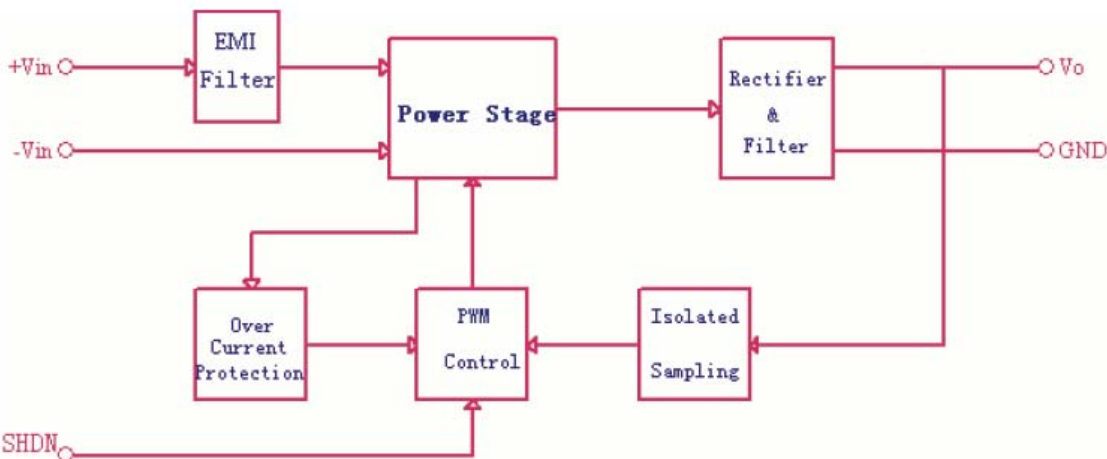 EMI
Filter
+Vin
-Vin
Power Stage
Rectifier
&
Filter
Vo
GND
Over
Current
Protection
PWM
Control
Isolated
Sampling
SHDN